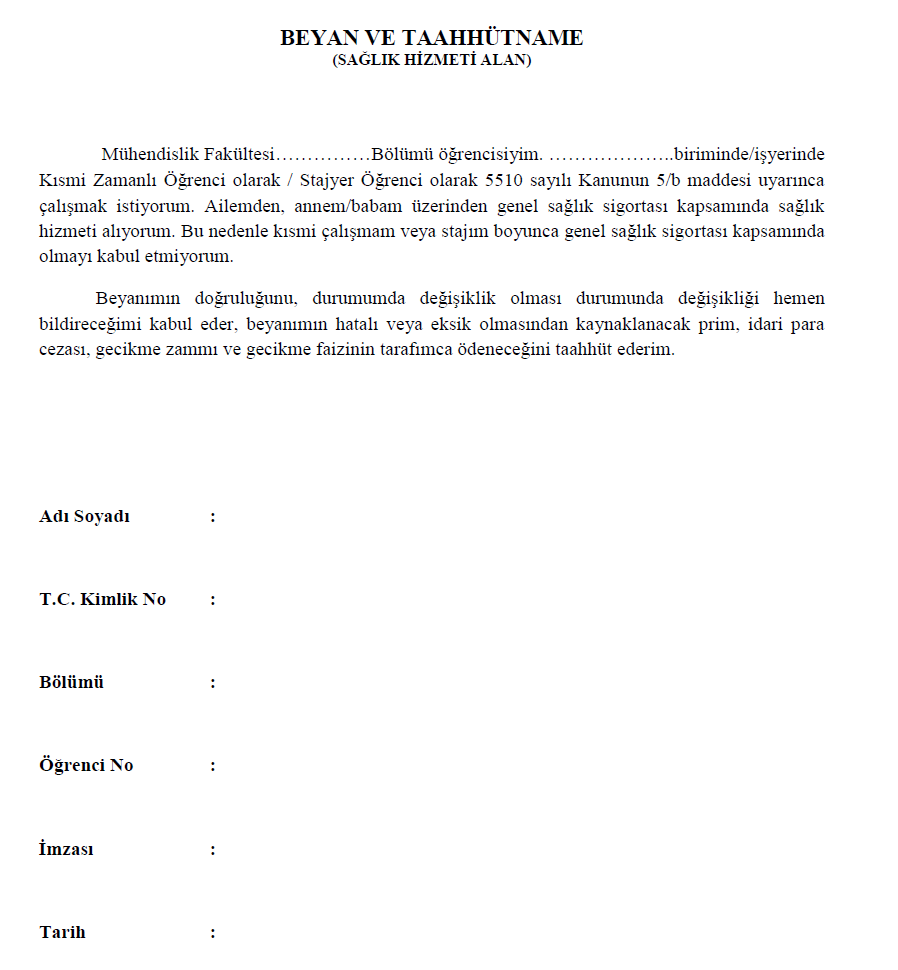 BEYAN VE TAAHHÜTNAME
(SAĞLIK HİZMETİ ALAN)
Mühendislik Fakültesi……………Bölümü öğrencisiyim. ………………..biriminde/işyerinde
Kısmi Zamanlı Öğrenci olarak / Stajyer Öğrenci olarak 5510 sayılı Kanunun 5/b maddesi uyarınca
çalışmak istiyorum. Ailemden, annem/babam üzerinden genel sağlık sigortası kapsamında sağlık
hizmeti alıyorum. Bu nedenle kısmi çalışmam veya stajım boyunca genel sağlık sigortası kapsamında
olmayı kabul etmiyorum.
Beyanımın doğruluğunu, durumumda değişiklik olması durumunda değişikliği hemen
bildireceğimi kabul eder, beyanımın hatalı veya eksik olmasından kaynaklanacak prim, idari para
cezası, gecikme zammı ve gecikme faizinin tarafımca ödeneceğini taahhüt ederim.
Adı Soyadı :
T.C. Kimlik No :
Bölümü :
Öğrenci No :
İmzası :
Tarih :